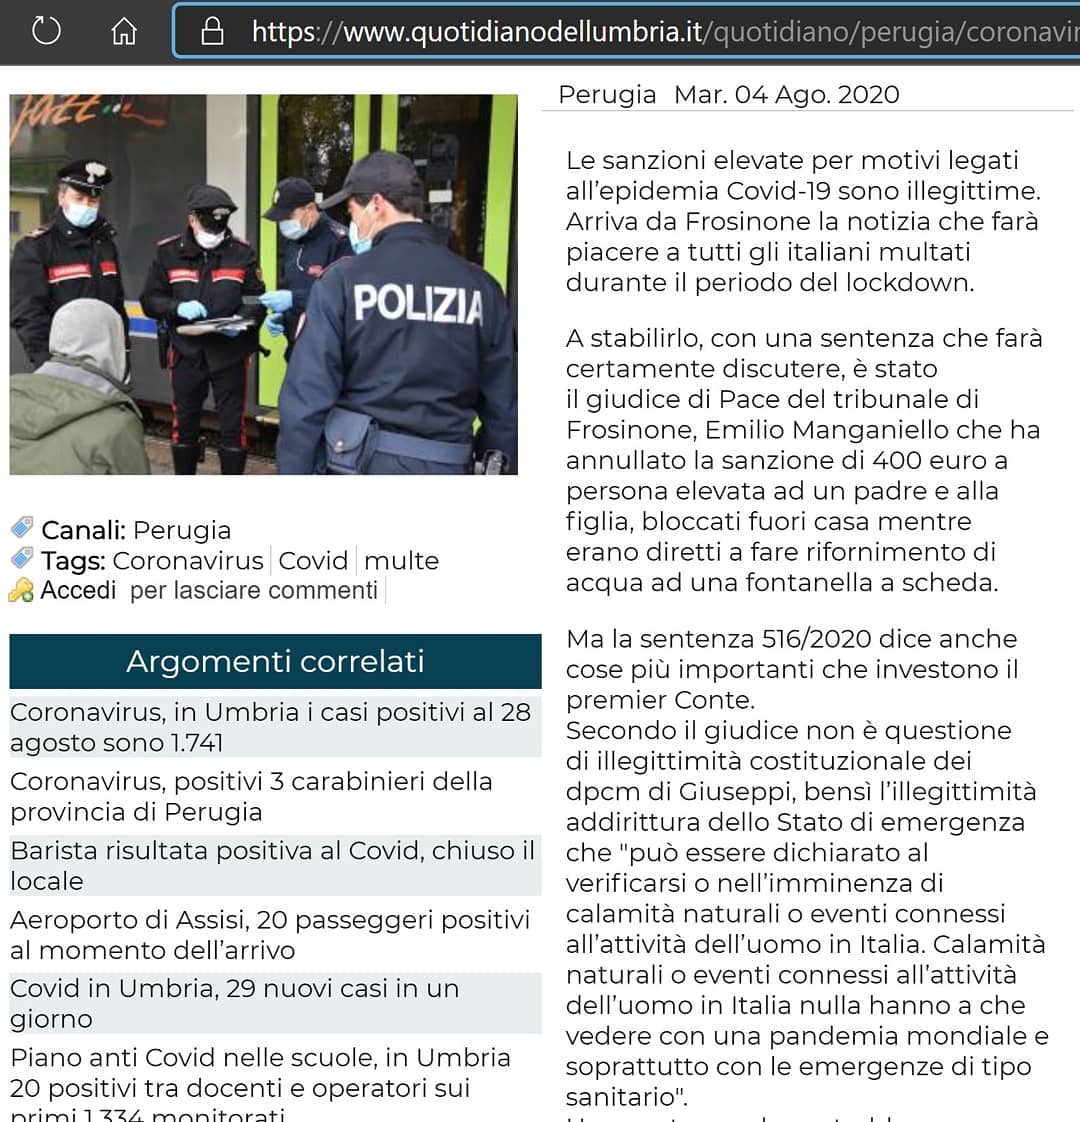 https://www.quotidianodellumbria.it/quotidiano/perugia/coronavir
Jazz
CARABINIERI
POLIZIA
Canali: Perugia
Tags: Coronavirus Covid multe
Accedi per lasciare commenti
Argomenti correlati
Coronavirus, in Umbria i casi positivi al 28
agosto sono 1.741
Coronavirus, positivi 3 carabinieri della
provincia di Perugia
Barista risultata positiva al Covid, chiuso il
locale
Aeroporto di Assisi, 20 passeggeri positivi
al momento dell'arrivo
Covid in Umbria, 29 nuovi casi in un
giorno
Piano anti Covid nelle scuole, in Umbria
20 positivi tra docenti e operatori sui
primi 1.334 monitorati
Perugia Mar. 04 Ago. 2020
Le sanzioni elevate per motivi legati
all'epidemia Covid-19 sono illegittime.
Arriva da Frosinone la notizia che farà
piacere a tutti gli italiani multati
durante il periodo del lockdown.
A stabilirlo, con una sentenza che farà
certamente discutere, è stato
il giudice di Pace del tribunale di
Frosinone, Emilio Manganiello che ha
annullato la sanzione di 400 euro a
persona elevata ad un padre e alla
figlia, bloccati fuori casa mentre
erano diretti a fare rifornimento di
acqua ad una fontanella a scheda.
Ma la sentenza 516/2020 dice anche
cose più importanti che investono il
premier Conte.
Secondo il giudice non è questione
di illegittimità costituzionale dei
dpcm di Giuseppi, bensì l'illegittimità
addirittura dello Stato di emergenza
che "può essere dichiarato al
verificarsi o nell'imminenza di
calamità naturali o eventi connessi
all'attività dell'uomo in Italia. Calamità
naturali o eventi connessi all'attività
dell'uomo in Italia nulla hanno a che
vedere con una pandemia mondiale e
soprattutto con le emergenze di tipo
sanitario".